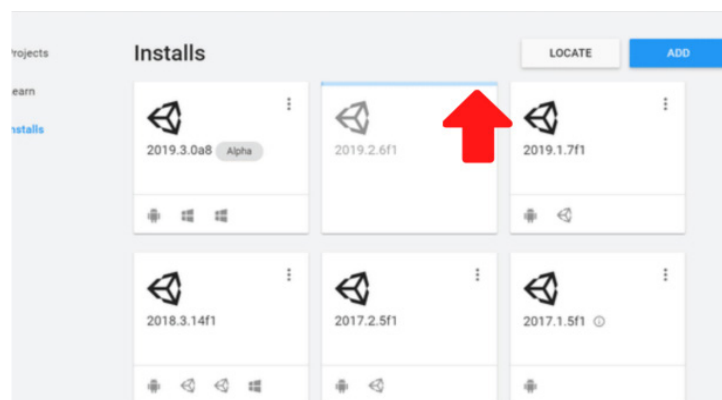 Projects
Installs
LOCATE
ADD
earn
nstalls
2019.3.0a8 Alpha
2019.2.6f1
2019.1.7f1
2018.3.14f1
2017.2.5f1
2017.1.5f1